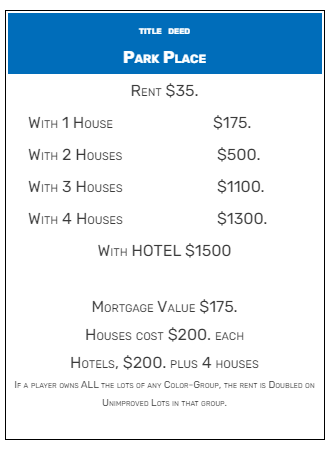 TITLE DEED
PARK PLACE
RENT $35.
WITH 1 HOUSE $175.
WITH 2 HOUSES $500.
WITH 3 HOUSES $1100.
WITH 4 HOUSES $1300.
WITH HOTEL $1500
MORTGAGE VALUE $175.
HOUSES COST $200. EACH
HOTELS, $200. PLUS 4 HOUSES
IF A PLAYER OWNS ALL THE LOTS OF ANY COLOR-GROUP, THE RENT IS DOUBLED ON
UNIMPROVED LOTS IN THAT GROUP.